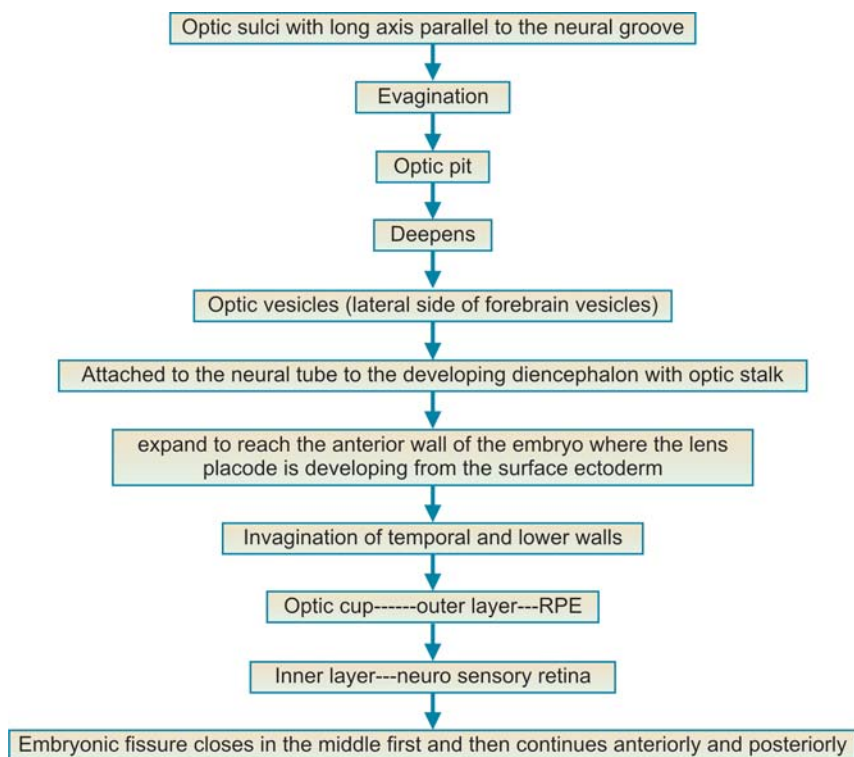 Optic sulci with long axis parallel to the neural groove
Evagination
Optic pit
Deepens
Optic vesicles (lateral side of forebrain vesicles)
Attached to the neural tube to the developing diencephalon with optic stalk
expand to reach the anterior wall of the embryo where the lens
placode is developing from the surface ectoderm
Invagination of temporal and lower walls
Optic cup------outer layer---RPE
Inner layer---neuro sensory retina
Embryonic fissure closes in the middle first and then continues anteriorly and posteriorly